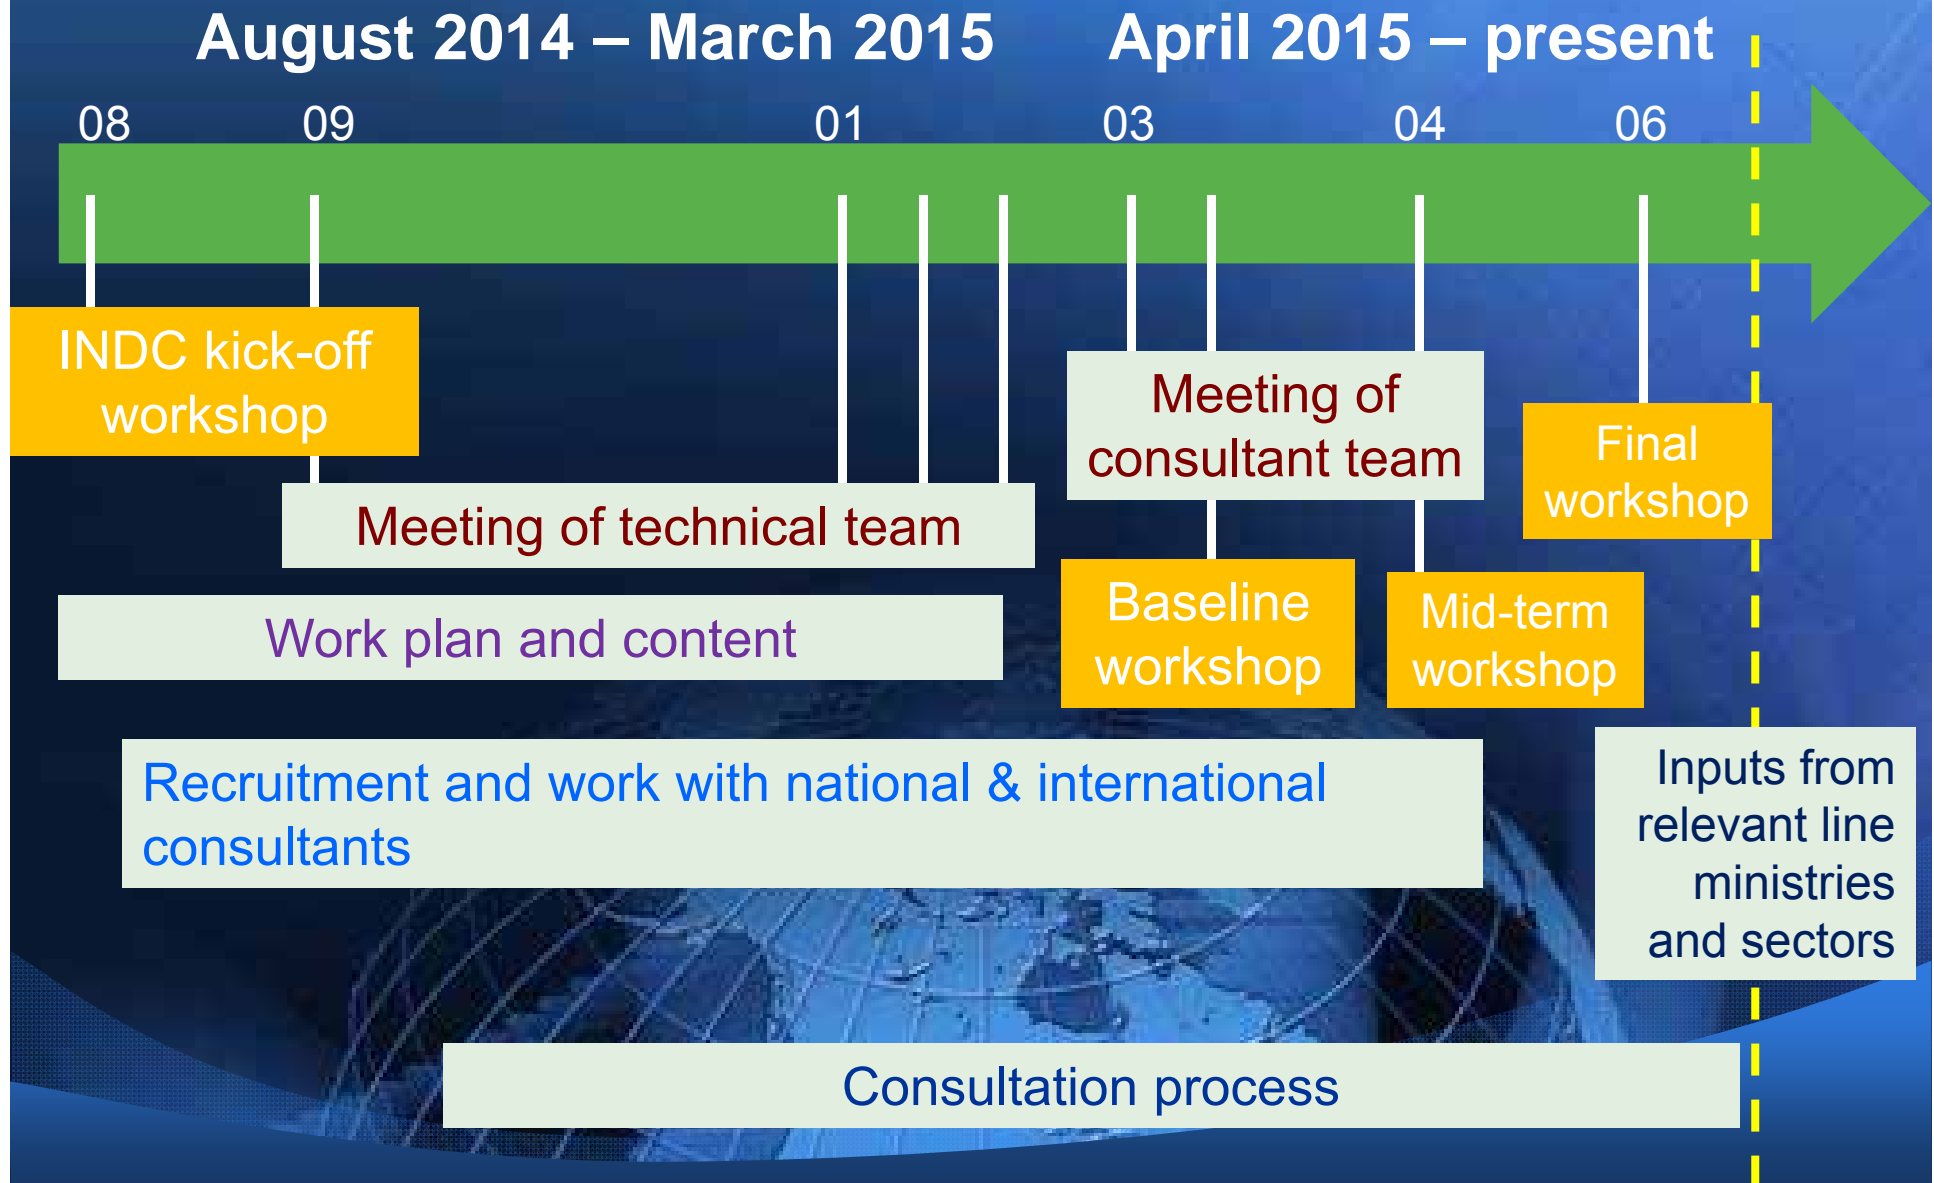 August 2014 – March 2015
April 2015 – present
08
09
01
03
04
06
INDC kick-off
workshop
Meeting of technical team
Meeting of
consultant team
Final
workshop
Work plan and content
Baseline
workshop
Mid-term
workshop
Recruitment and work with national & international
consultants
Inputs from
relevant line
ministries
and sectors
Consultation process